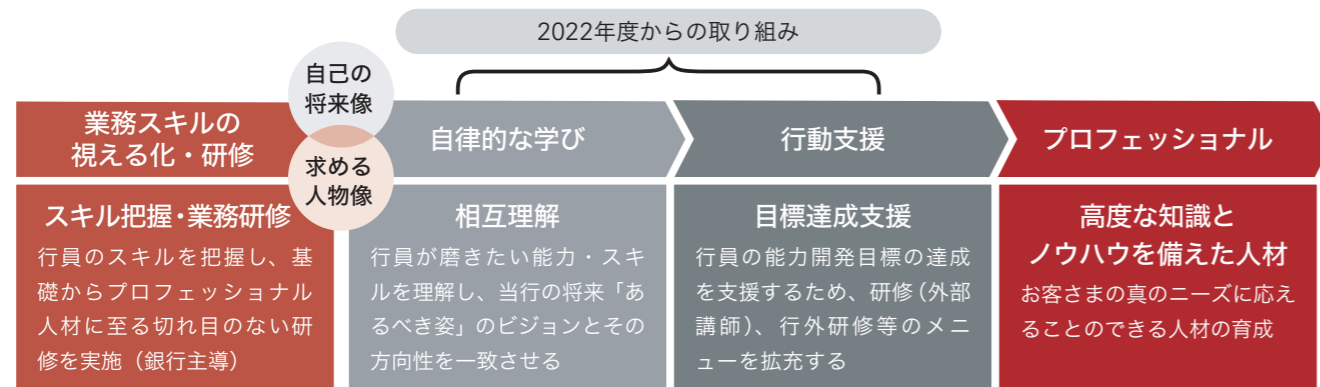 2022年度からの取り組み
自己の
将来像
求める
人物像
業務スキルの
視える化・研修
スキル把握・業務研修
行員のスキルを把握し、基
礎からプロフェッショナル
人材に至る切れ目のない研
修を実施（銀行主導）
自律的な学び
相互理解
行員が磨きたい能力・スキ
ルを理解し、当行の将来「あ
るべき姿」のビジョンとその
方向性を一致させる
行動支援
目標達成支援
行員の能力開発目標の達成
を支援するため、研修（外部
講師）、行外研修等のメニ
ューを拡充する
プロフェッショナル
高度な知識と
ノウハウを備えた人材
お客さまの真のニーズに応え
ることのできる人材の育成